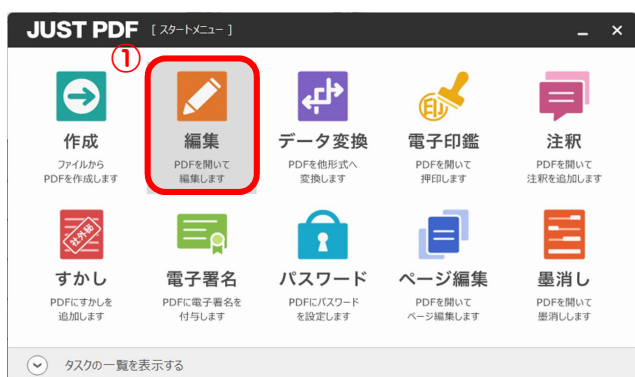 JUST PDF [ スタートメニュー ]
①
作成
ファイルから
PDFを作成します
編集
PDFを開いて
編集します
データ変換
PDFを他形式へ
変換します
電子印鑑
PDFを開いて
押印します
注釈
PDFを開いて
注釈を追加します
社外秘
すかし
PDFにすかしを
追加します
電子署名
PDFに電子署名を
付与します
パスワード
PDFにパスワード
を設定します
ページ編集
PDFを開いて
ページ編集します
墨消し
PDFを開いて
墨消しします
タスクの一覧を表示する
印